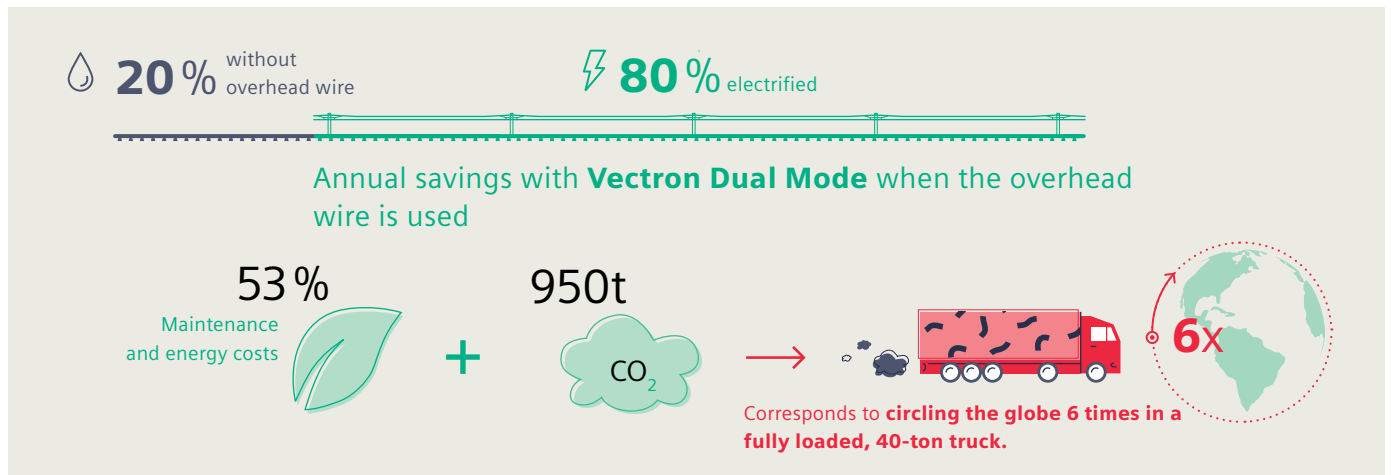 20 % without
overhead wire
80 % electrified
Annual savings with Vectron Dual Mode when the overhead
wire is used
53 %
Maintenance
and energy costs
+
950t
CO2
6x
Corresponds to circling the globe 6 times in a
fully loaded, 40-ton truck.